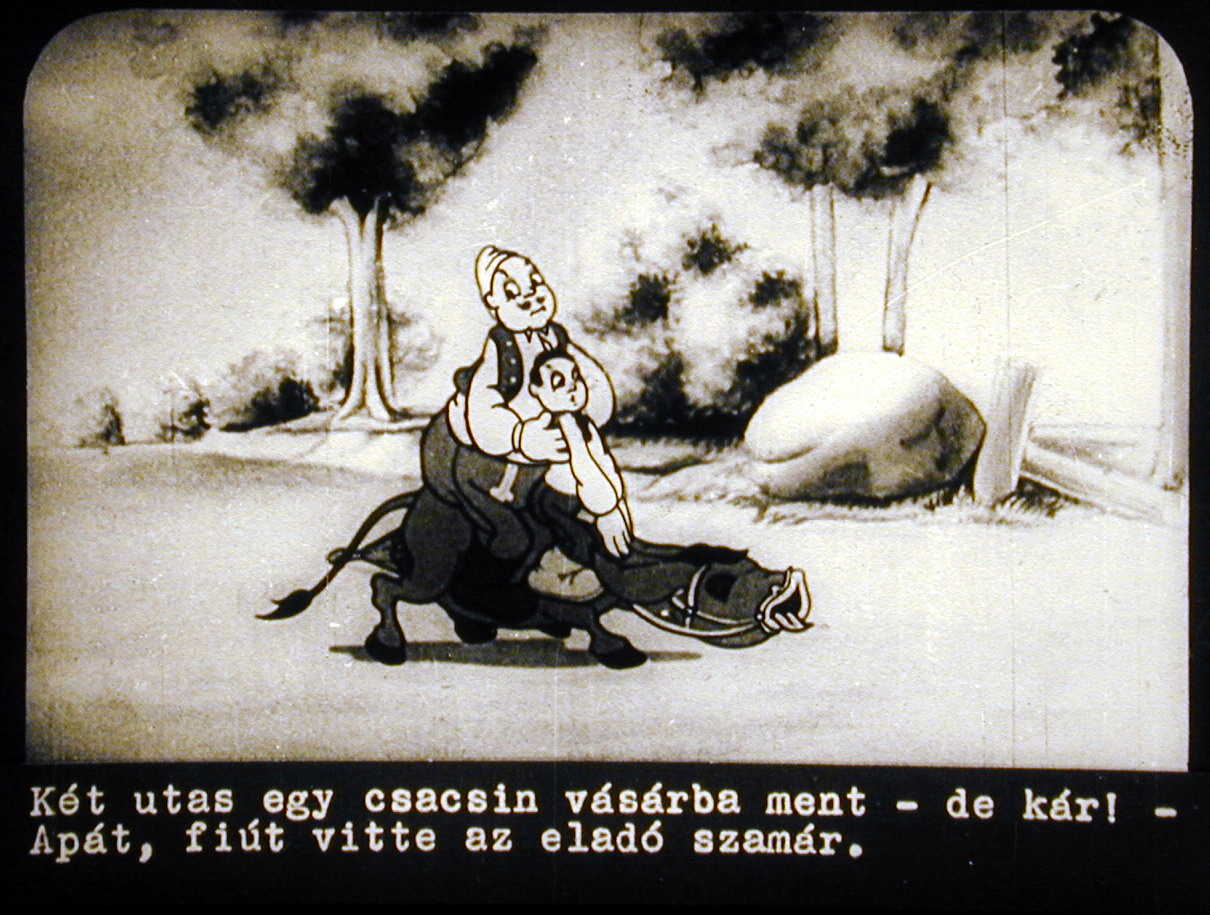 Két utas egy csacsin vásárba ment - de kár! -
Apát, fiút vitte az eladó szamár.